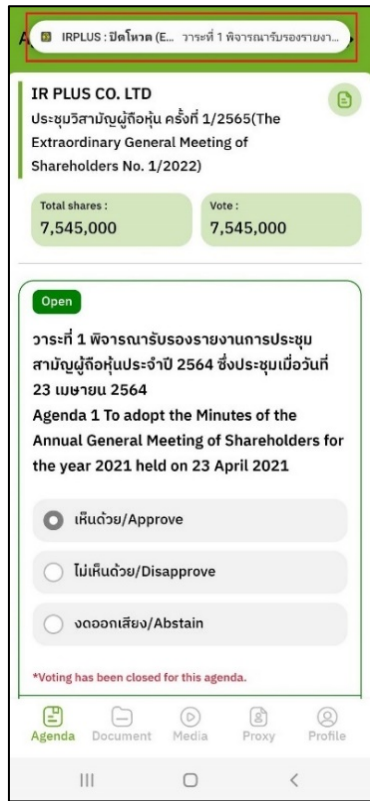 IRPLUS : ปิดโหวต (E... วาระที่ 1 พิจารณารับรองรายงา...
IR PLUS CO. LTD
ประชุมวิสามัญผู้ถือหุ้น ครั้งที่ 1/2565(The
Extraordinary General Meeting of
Shareholders No. 1/2022)
Total shares :
7,545,000
Vote :
7,545,000
Open
วาระที่ 1 พิจารณารับรองรายงานการประชุม
สามัญผู้ถือหุ้นประจำปี 2564 ซึ่งประชุมเมื่อวันที่
23 เมษายน 2564
Agenda 1 To adopt the Minutes of the
Annual General Meeting of Shareholders for
the year 2021 held on 23 April 2021
เห็นด้วย/Approve
ไม่เห็นด้วย/Disapprove
งดออกเสียง/Abstain
*Voting has been closed for this agenda.
Agenda Document Media Proxy Profile